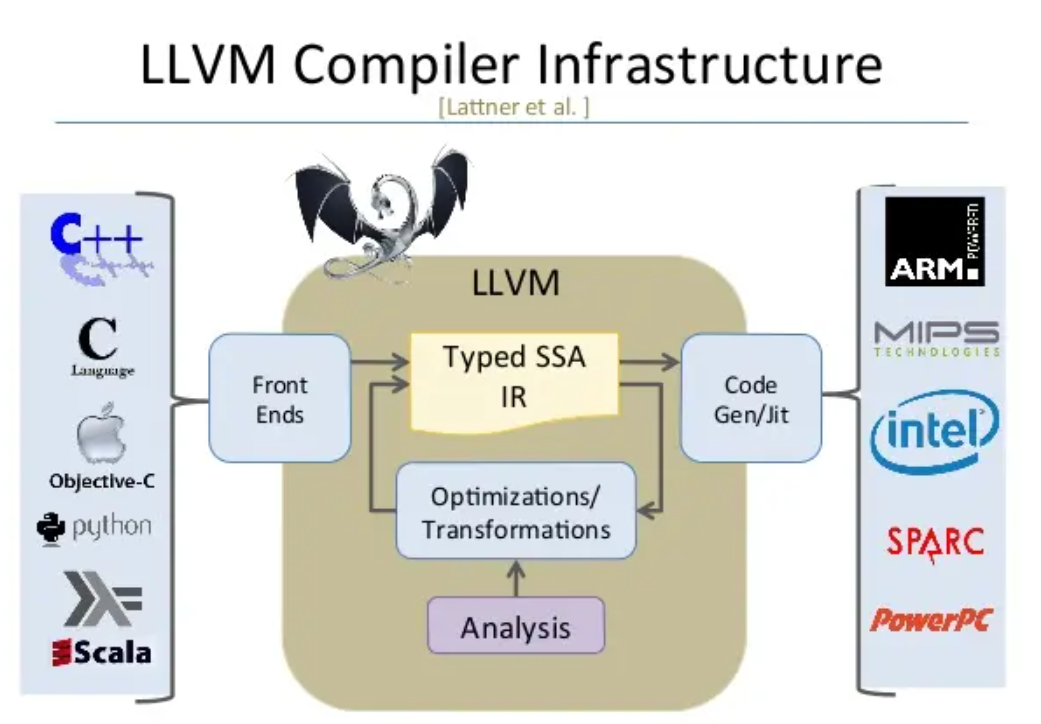 LLVM Compiler Infrastructure
[Lattner et al. ]
C++
C
Language
Objective-C
python
Scala
LLVM
Front
Ends
Typed SSA
IR
Code
Gen/Jit
Optimizations/
Transformations
Analysis
ARM
POWERED
MIPS
TECHNOLOGIES
intel
SPARC
PowerPC